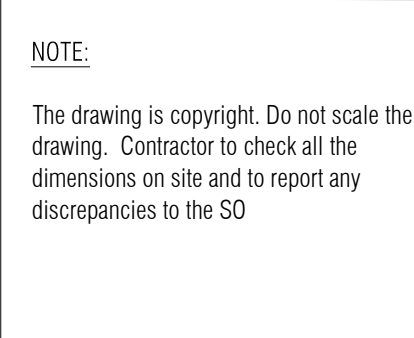 NOTE:
The drawing is copyright. Do not scale the
drawing.  Contractor to check all the
dimensions on site and to report any
discrepancies to the SO